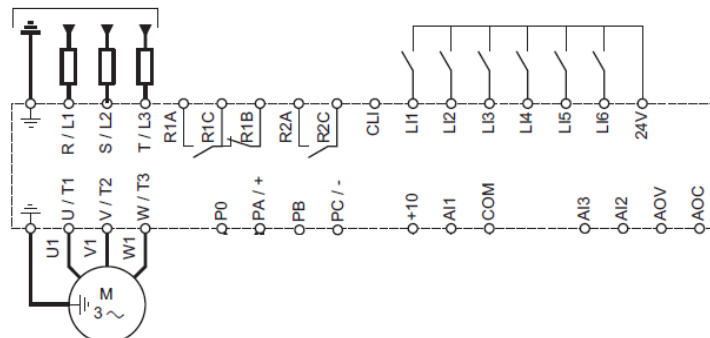 R / L1
S / L2
T / L3
R1A
R1C
R1B
R2A
R2C
CLI
LI1
LI2
LI3
LI4
LI5
LI6
24V
U / T1
V / T2
W / T3
P0
PA / +
PB
PC / -
+10
AI1
COM
AI3
AI2
AOV
AOC
U1
V1
W1
M
3 ~